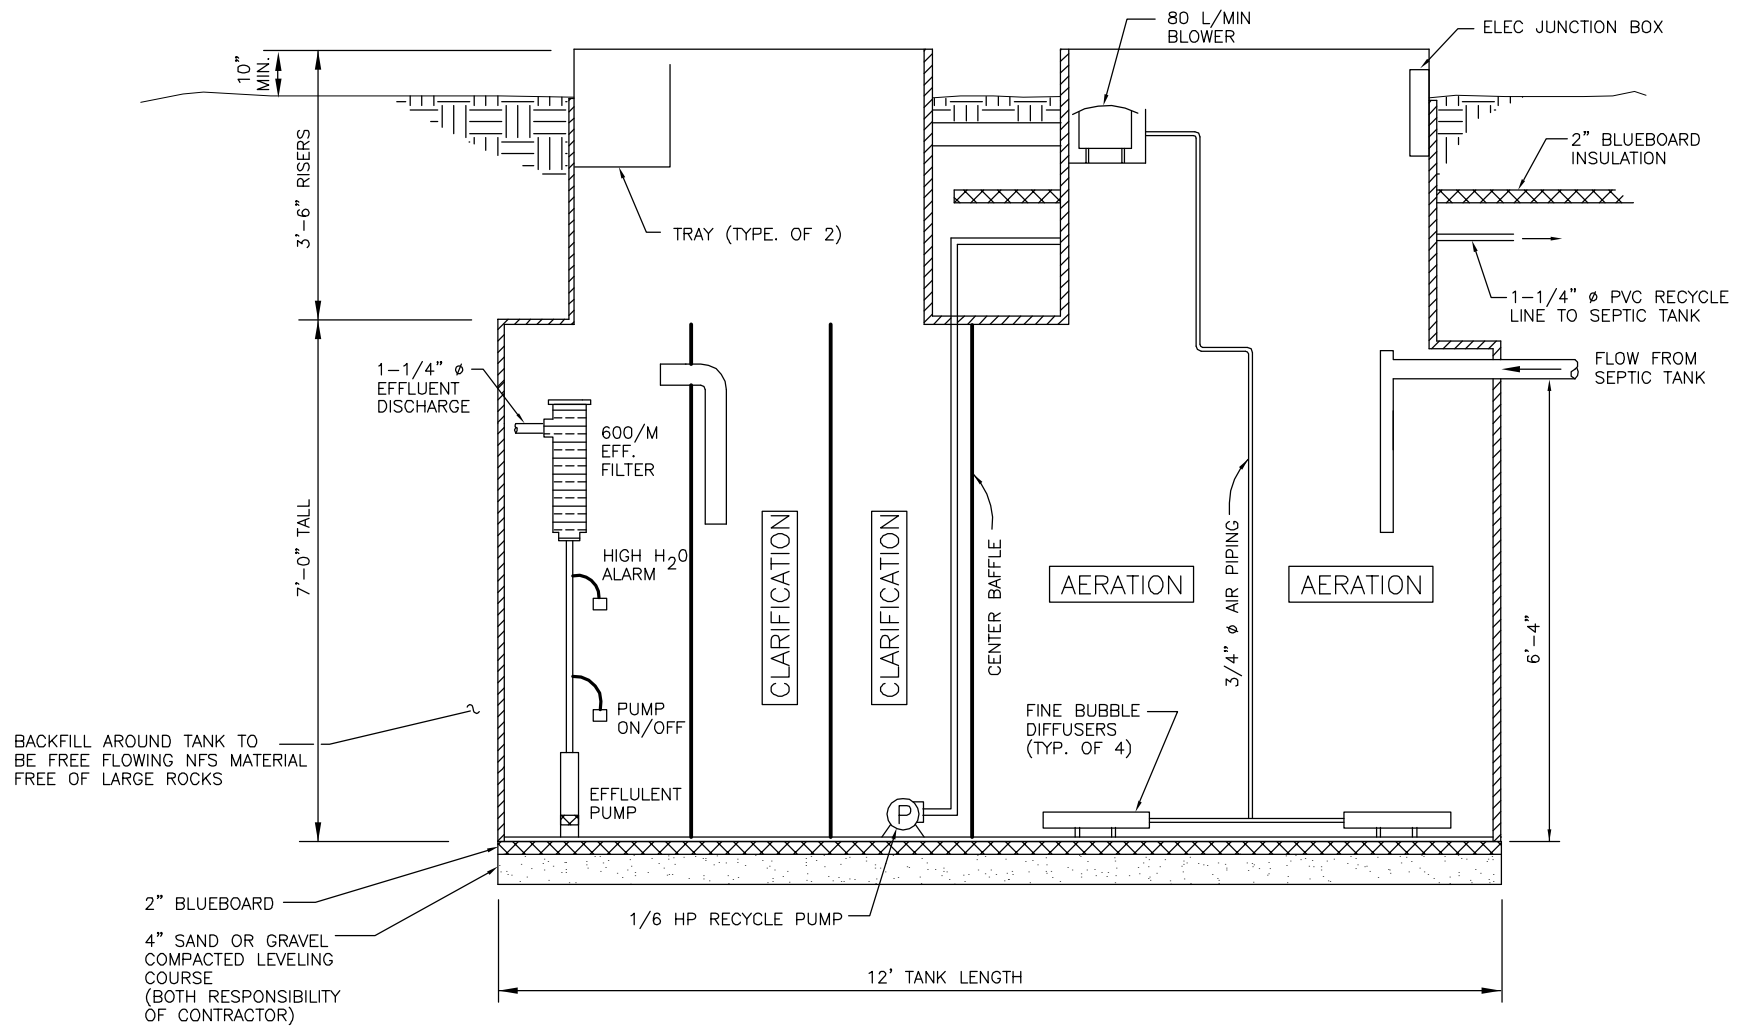 80 L/MIN
BLOWER
ELEC JUNCTION BOX
10"
MIN.
2" BLUEBOARD
INSULATION
3'-6" RISERS
TRAY (TYPE. OF 2)
1-1/4" ø PVC RECYCLE
LINE TO SEPTIC TANK
1-1/4" ø
EFFLUENT
DISCHARGE
FLOW FROM
SEPTIC TANK
600/M
EFF.
FILTER
7'-0" TALL
HIGH H2O
ALARM
CLARIFICATION
CLARIFICATION
CENTER BAFFLE
AERATION
3/4" ø AIR PIPING
AERATION
6'-4"
PUMP
ON/OFF
FINE BUBBLE
DIFFUSERS
(TYP. OF 4)
BACKFILL AROUND TANK TO
BE FREE FLOWING NFS MATERIAL
FREE OF LARGE ROCKS
EFFLULENT
PUMP
P
2" BLUEBOARD
1/6 HP RECYCLE PUMP
4" SAND OR GRAVEL
COMPACTED LEVELING
COURSE
(BOTH RESPONSIBILITY
OF CONTRACTOR)
12' TANK LENGTH